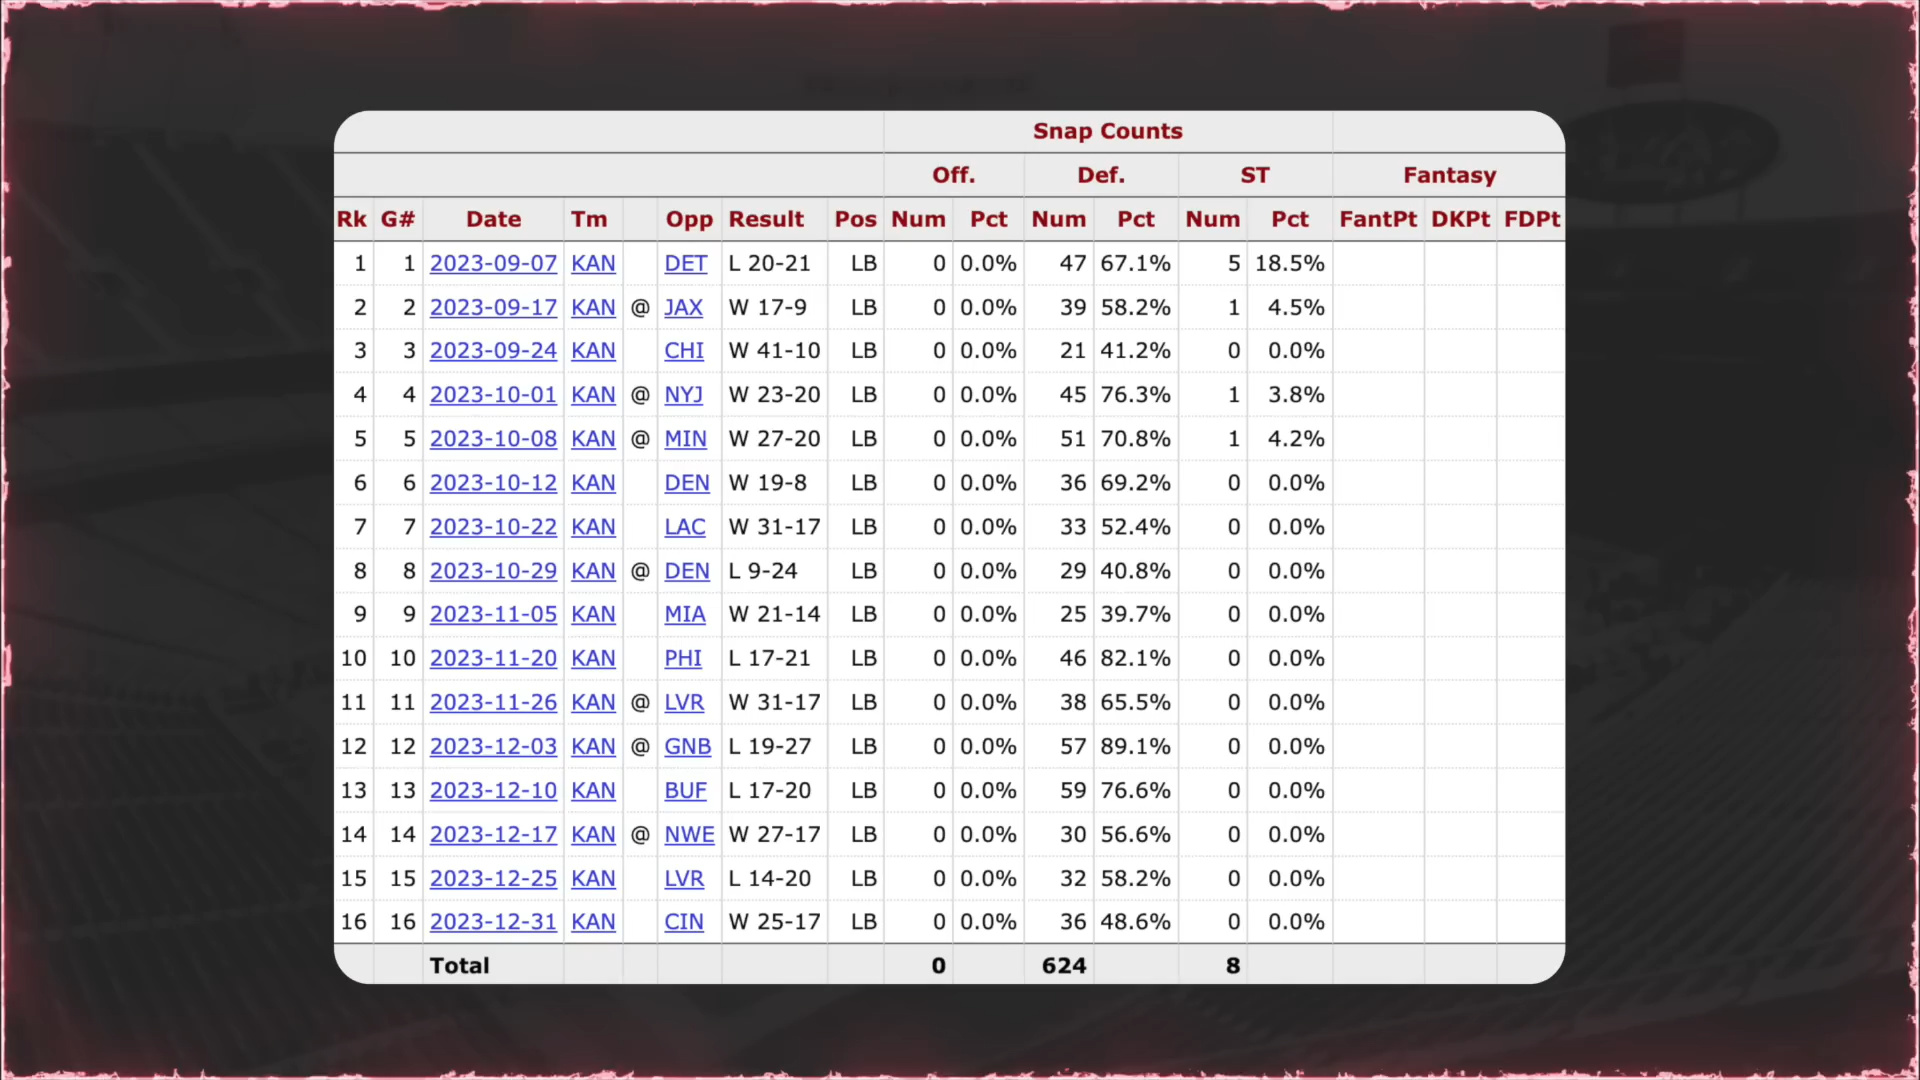 Snap Counts
Off. Def. ST Fantasy
Rk G# Date Tm Opp Result Pos Num Pct Num Pct Num Pct FantPt DKPt FDPt
1 1 2023-09-07 KAN DET L 20-21 LB 0 0.0% 47 67.1% 5 18.5%
2 2 2023-09-17 KAN @ JAX W 17-9 LB 0 0.0% 39 58.2% 1 4.5%
3 3 2023-09-24 KAN CHI W 41-10 LB 0 0.0% 21 41.2% 0 0.0%
4 4 2023-10-01 KAN @ NYJ W 23-20 LB 0 0.0% 45 76.3% 1 3.8%
5 5 2023-10-08 KAN @ MIN W 27-20 LB 0 0.0% 51 70.8% 1 4.2%
6 6 2023-10-12 KAN DEN W 19-8 LB 0 0.0% 36 69.2% 0 0.0%
7 7 2023-10-22 KAN LAC W 31-17 LB 0 0.0% 33 52.4% 0 0.0%
8 8 2023-10-29 KAN @ DEN L 9-24 LB 0 0.0% 29 40.8% 0 0.0%
9 9 2023-11-05 KAN MIA W 21-14 LB 0 0.0% 25 39.7% 0 0.0%
10 10 2023-11-20 KAN PHI L 17-21 LB 0 0.0% 46 82.1% 0 0.0%
11 11 2023-11-26 KAN @ LVR W 31-17 LB 0 0.0% 38 65.5% 0 0.0%
12 12 2023-12-03 KAN @ GNB L 19-27 LB 0 0.0% 57 89.1% 0 0.0%
13 13 2023-12-10 KAN BUF L 17-20 LB 0 0.0% 59 76.6% 0 0.0%
14 14 2023-12-17 KAN @ NWE W 27-17 LB 0 0.0% 30 56.6% 0 0.0%
15 15 2023-12-25 KAN LVR L 14-20 LB 0 0.0% 32 58.2% 0 0.0%
16 16 2023-12-31 KAN CIN W 25-17 LB 0 0.0% 36 48.6% 0 0.0%
Total 0 624 8